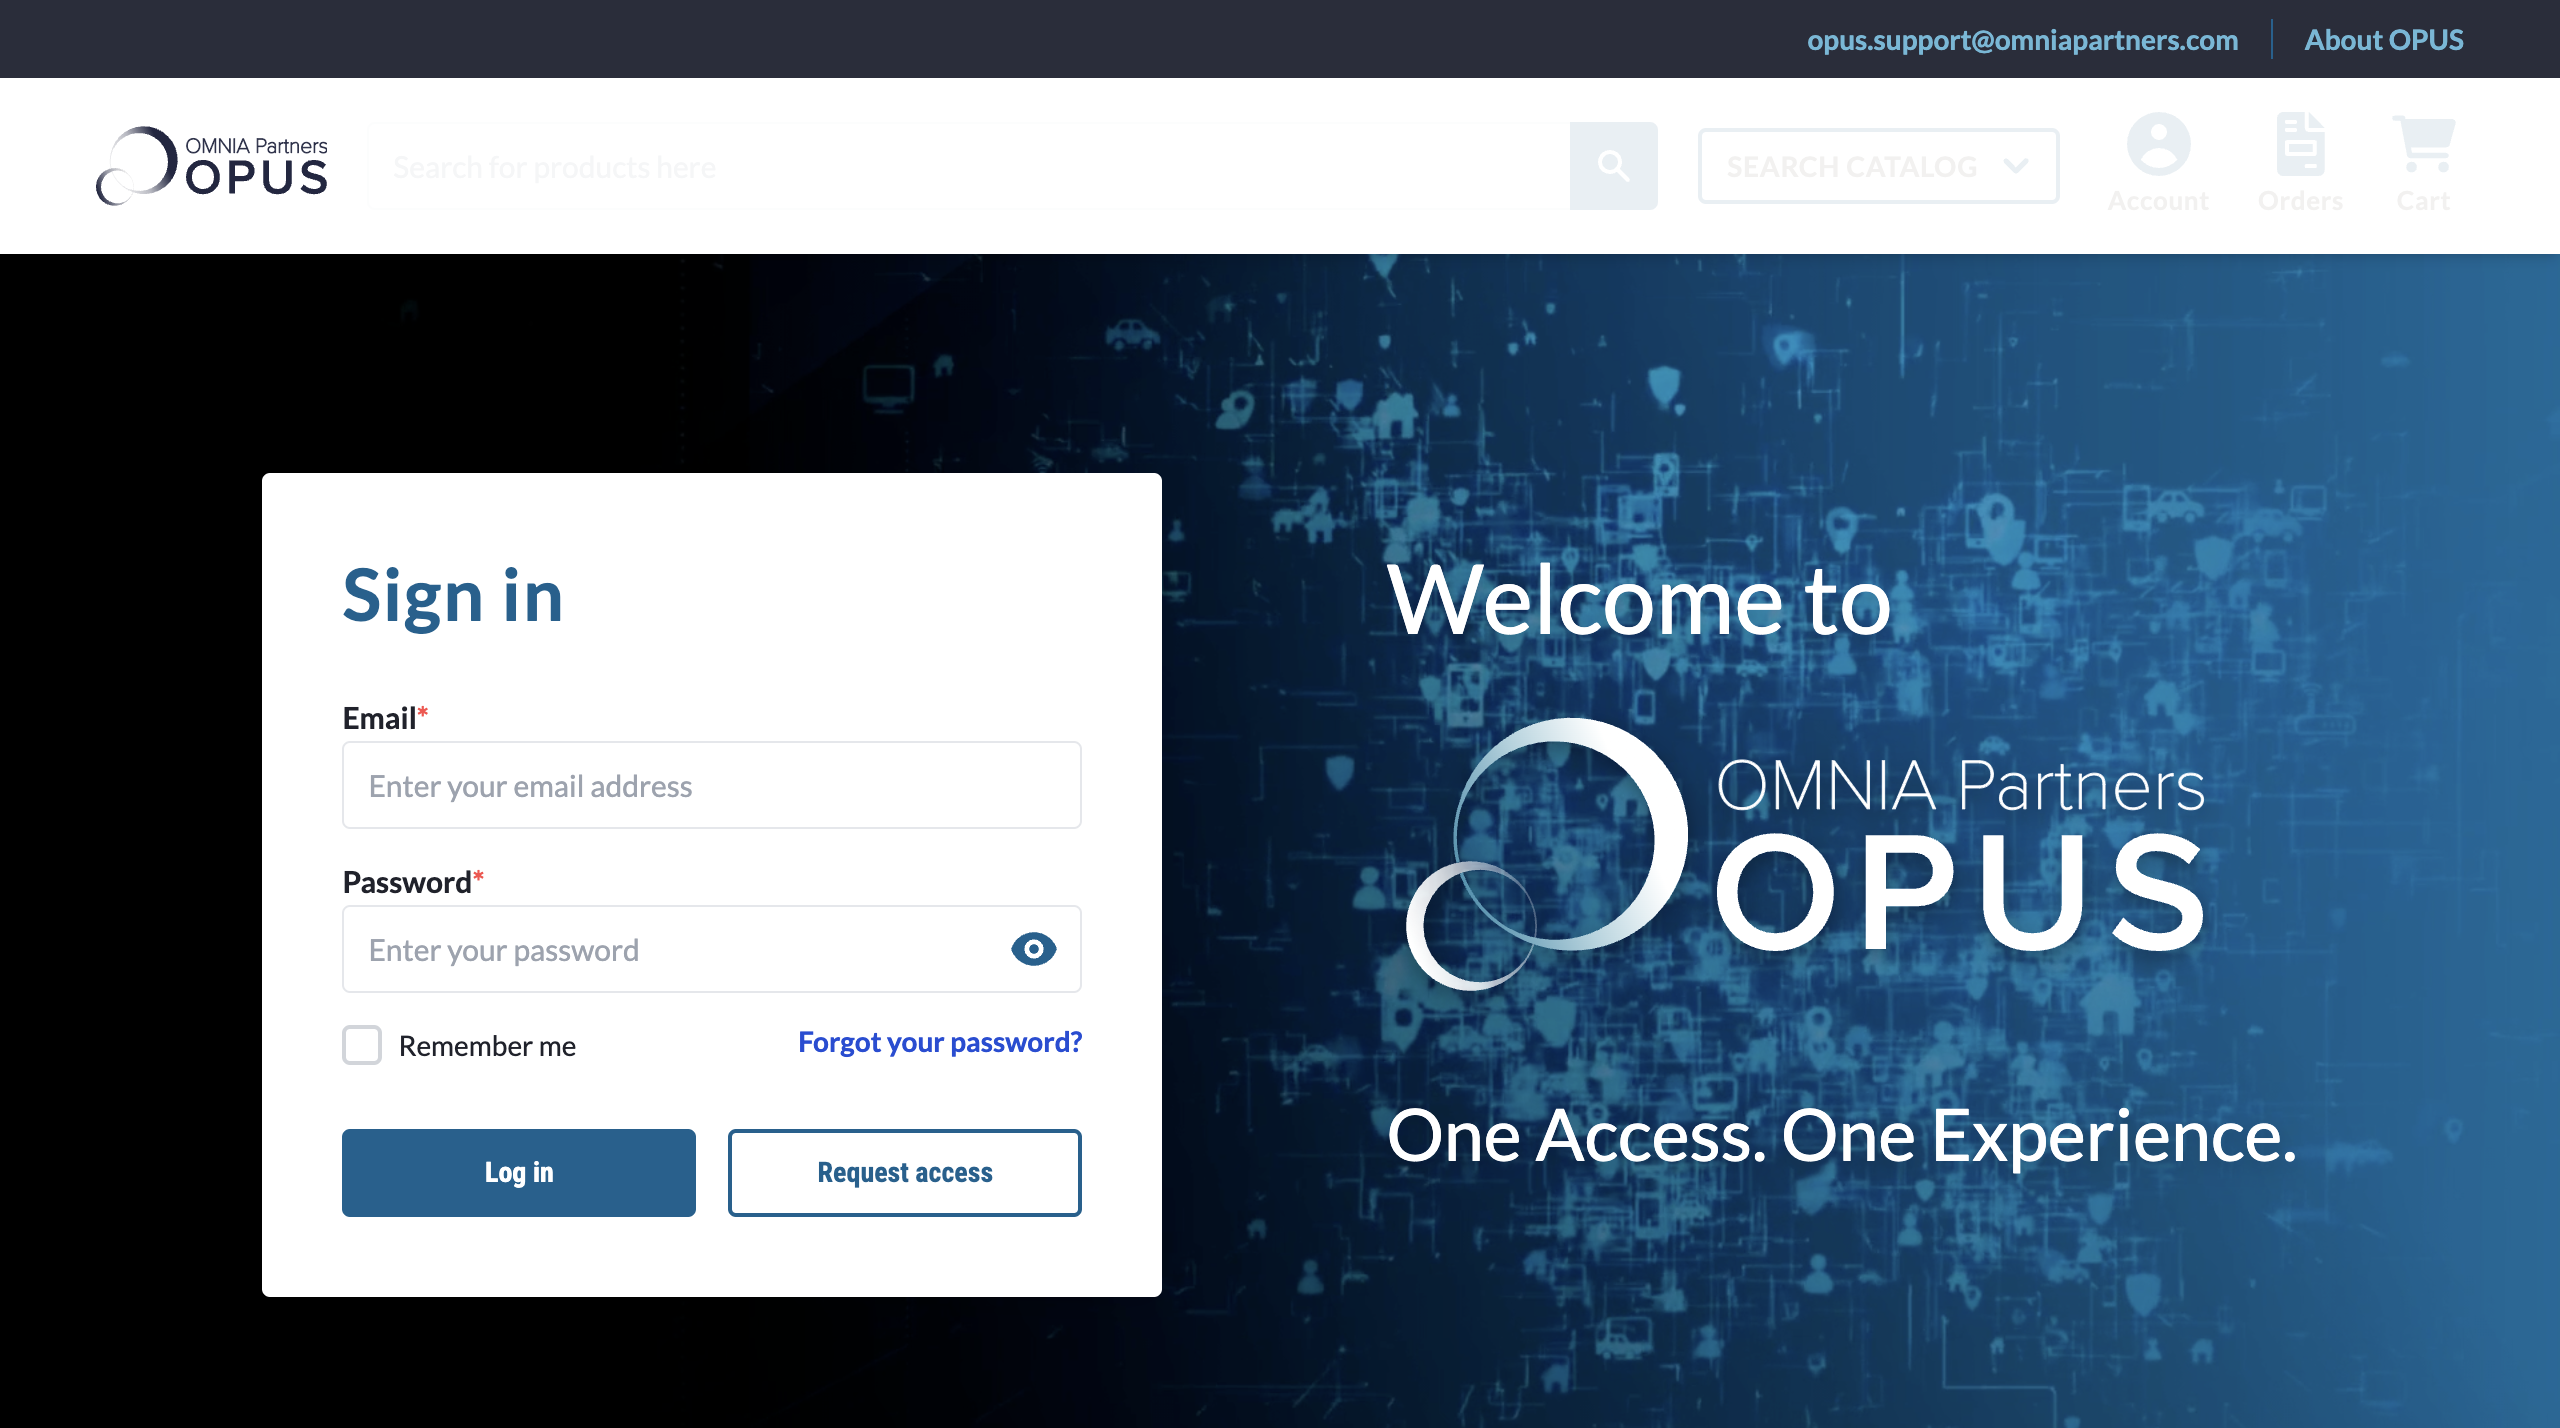 opus.support@omniapartners.com
About OPUS
OMNIA Partners
OPUS
Search for products here
SEARCH CATALOG
Account
Orders
Cart
Sign in
Email*
Enter your email address
Password*
Enter your password
Remember me
Forgot your password?
Log in
Request access
Welcome to
OMNIA Partners
OPUS
One Access. One Experience.